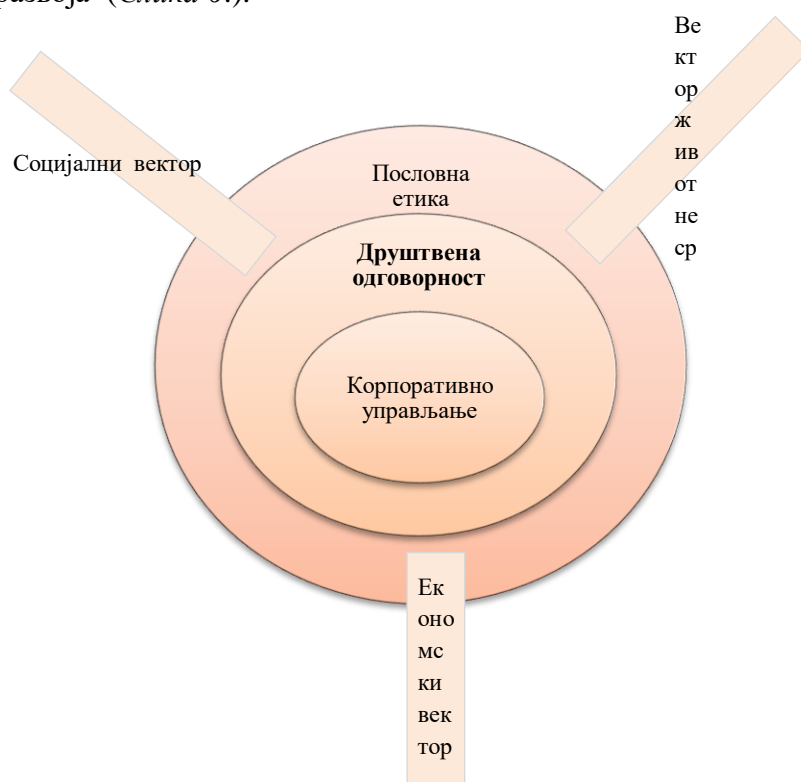 развоја (Слика
Ве
кт
ор
ж
ив
от
не
ср
Социјални вектор
Пословна
етика
Друштвена
одговорност
Корпоративно
управљање
Ек
оно
мс
ки
век
тор